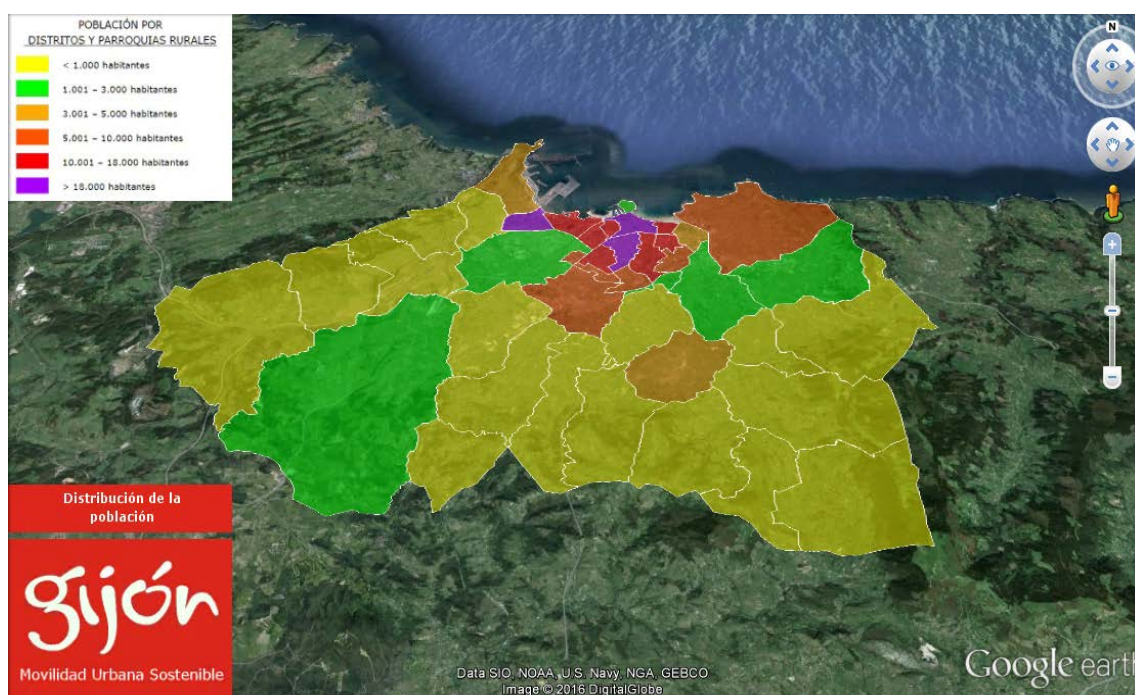 POBLACIÓN POR
DISTRITOS Y PARROQUIAS RURALES
< 1.000 habitantes
1.001 – 3.000 habitantes
3.001 – 5.000 habitantes
5.001 – 10.000 habitantes
10.001 – 18.000 habitantes
> 18.000 habitantes
N
Distribución de la
población
gijón
Movilidad Urbana Sostenible
Data SIO, NOAA, U.S. Navy, NGA, GEBCO
Image © 2016 DigitalGlobe
Google earth